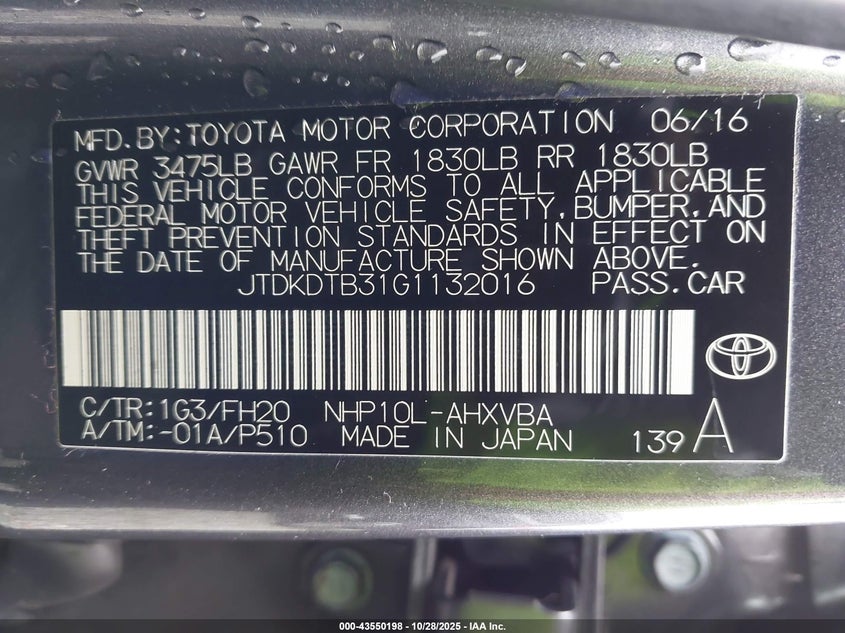 MFD.BY:TOYOTA MOTOR CORPORATION 06/16
GVWR 3475LB GAWR FR 1830LB RR 1830LB
THIS VEHICLE CONFORMS TO ALL APPLICABLE
FEDERAL MOTOR VEHICLE SAFETY,BUMPER,AND
THEFT PREVENTION STANDARDS IN EFFECT ON
THE DATE OF MANUFACTURE SHOWN ABOVE.
JTDKDTB31G1132016 PASS.CAR
C/TR:1G3/FH20 NHP10L-AHXVBA
A/TM:-01A/P510 MADE IN JAPAN 139 A
000-43550198 - 10/28/2025 - IAA Inc.